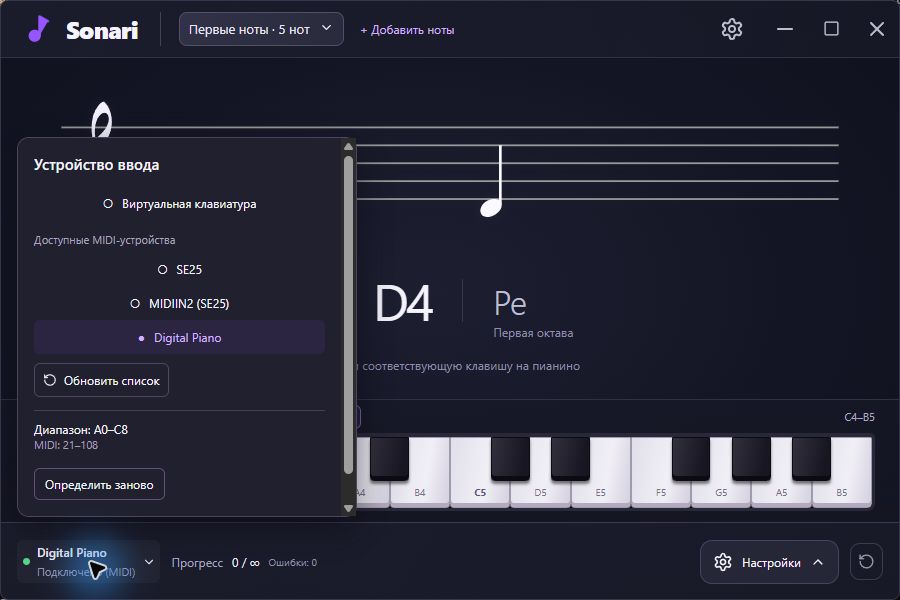 Sonari
Первые ноты · 5 нот
+ Добавить ноты
Устройство ввода
Виртуальная клавиатура
Доступные MIDI-устройства
SE25
MIDIIN2 (SE25)
Digital Piano
Обновить список
Диапазон: A0–C8
MIDI: 21–108
Определить заново
D4
Ре
Первая октава
соответствующую клавишу на пианино
C4–B5
B4 C5 D5 E5 F5 G5 A5 B5
Digital Piano
(MIDI)
Прогресс 0 / ∞ Ошибки: 0
Настройки